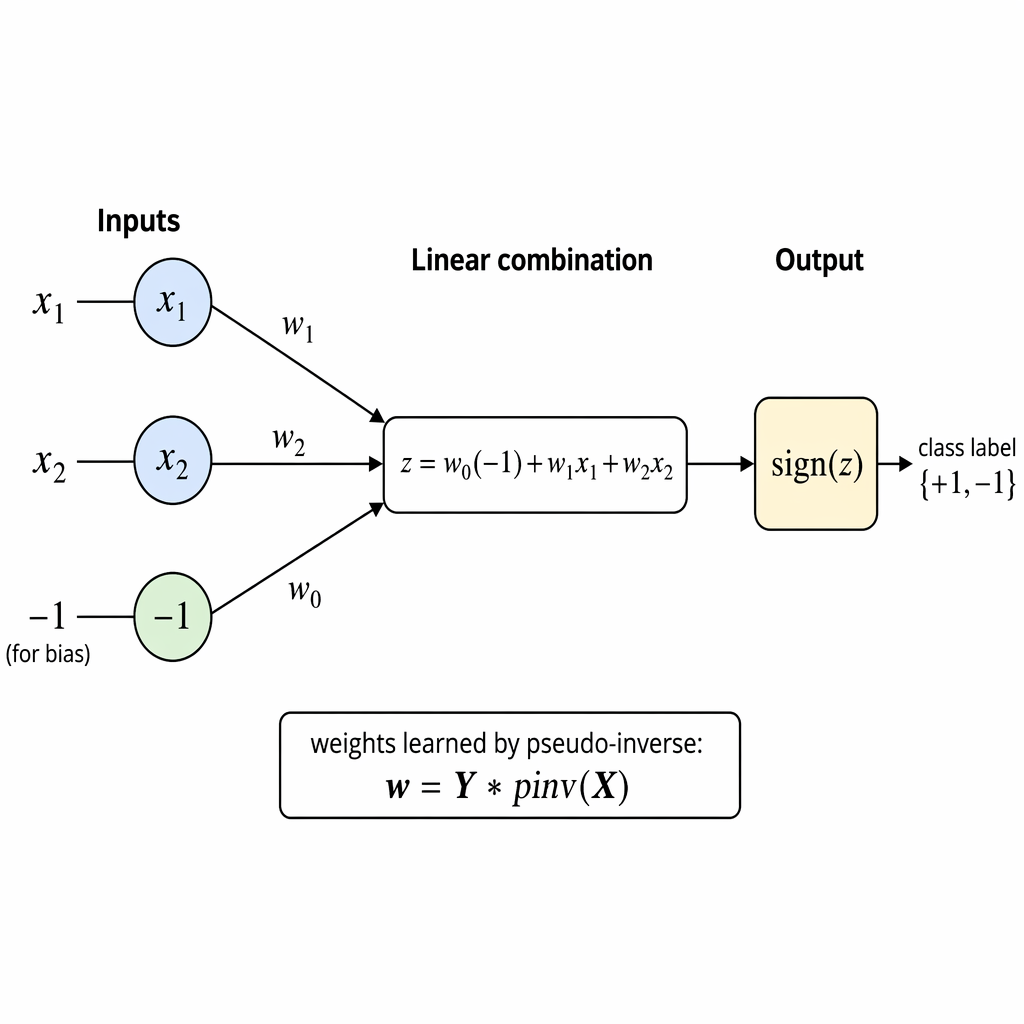 Inputs
Linear combination
Output
x₁
x₁
w₁
x₂
x₂
w₂
z = w₀(−1)+w₁x₁+w₂x₂
sign(z)
class label
{+1,−1}
−1
−1
w₀
(for bias)
weights learned by pseudo-inverse:
w = Y * pinv(X)